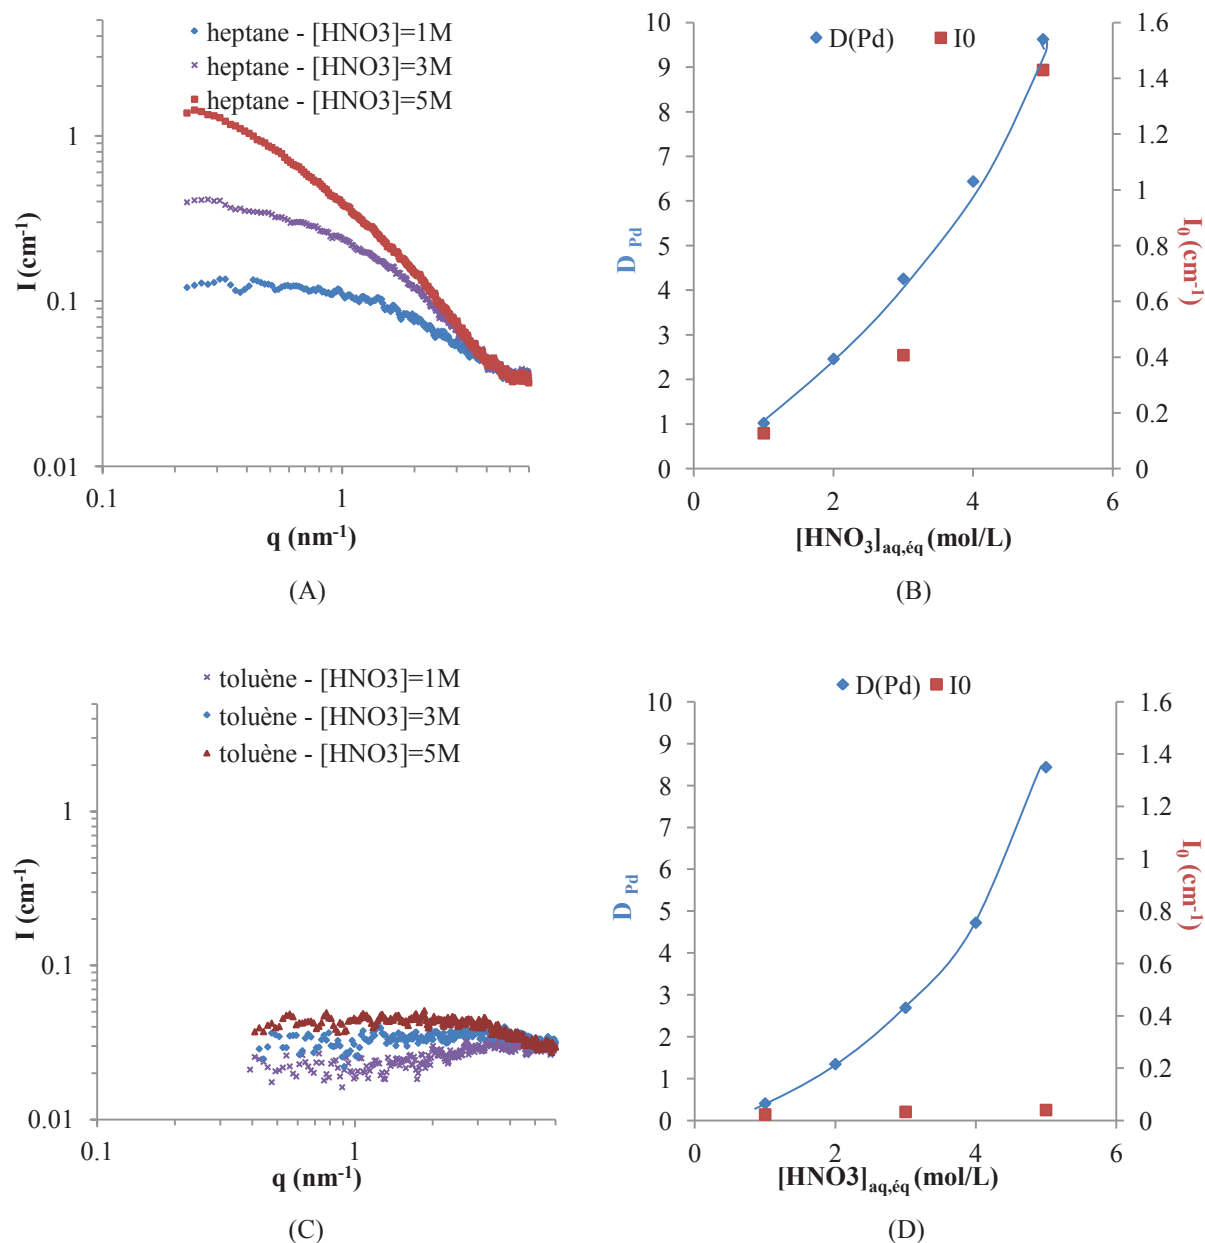 heptane - [HNO3]=1M
heptane - [HNO3]=3M
heptane - [HNO3]=5M
1
0.1
0.01
0.1
1
I (cm⁻¹)
q (nm⁻¹)
(A)
D(Pd) I0
10
9
8
7
6
5
4
3
2
1
0
1.6
1.4
1.2
1
0.8
0.6
0.4
0.2
0
0 2 4 6
D Pd
I₀ (cm⁻¹)
[HNO₃]aq,éq (mol/L)
(B)
toluène - [HNO3]=1M
toluène - [HNO3]=3M
toluène - [HNO3]=5M
1
0.1
0.01
0.1
1
I (cm⁻¹)
q (nm⁻¹)
(C)
D(Pd) I0
10
9
8
7
6
5
4
3
2
1
0
1.6
1.4
1.2
1
0.8
0.6
0.4
0.2
0
0 2 4 6
D Pd
I₀ (cm⁻¹)
[HNO3]aq,éq (mol/L)
(D)